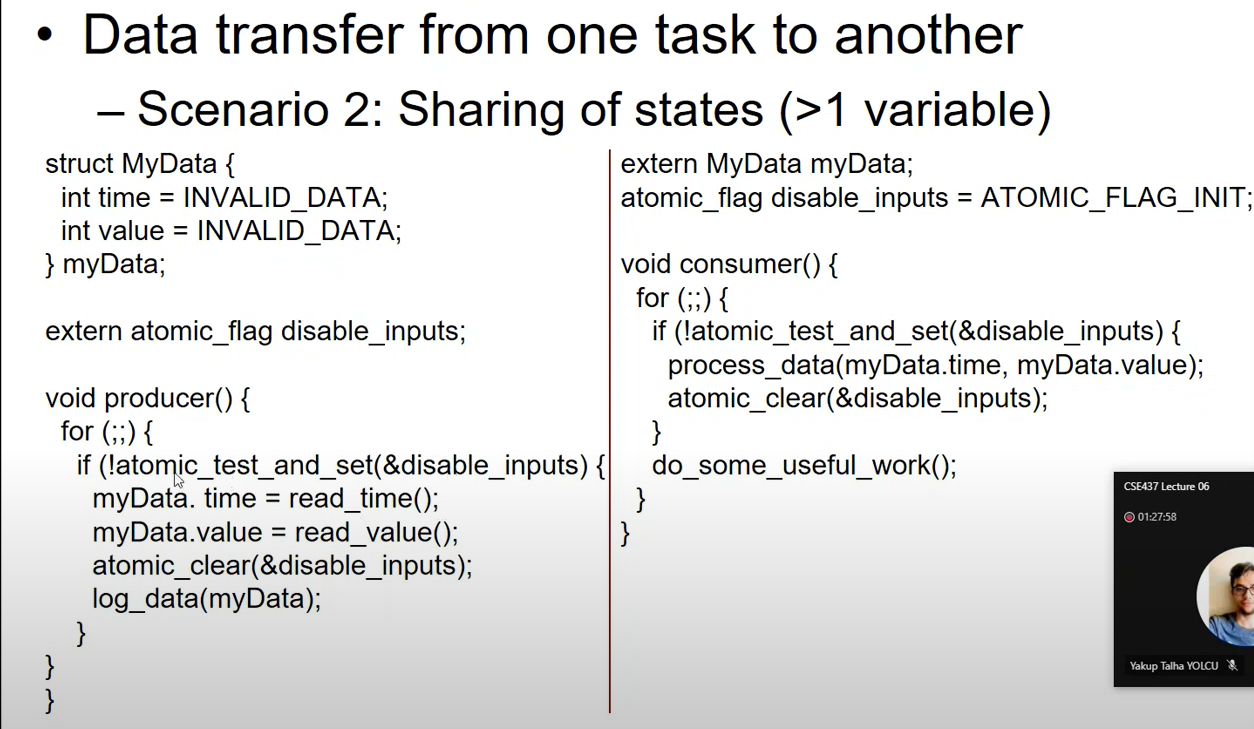 • Data transfer from one task to another
– Scenario 2: Sharing of states (>1 variable)
struct MyData {
int time = INVALID_DATA;
int value = INVALID_DATA;
} myData;
extern atomic_flag disable_inputs;
void producer() {
for (;;) {
if (!atomic_test_and_set(&disable_inputs) {
myData. time = read_time();
myData.value = read_value();
atomic_clear(&disable_inputs);
log_data(myData);
}
}
}
extern MyData myData;
atomic_flag disable_inputs = ATOMIC_FLAG_INIT;
void consumer() {
for (;;) {
if (!atomic_test_and_set(&disable_inputs) {
process_data(myData.time, myData.value);
atomic_clear(&disable_inputs);
}
do_some_useful_work();
}
}
CSE437 Lecture 06
01:27:58
Yakup Talha YOLCU